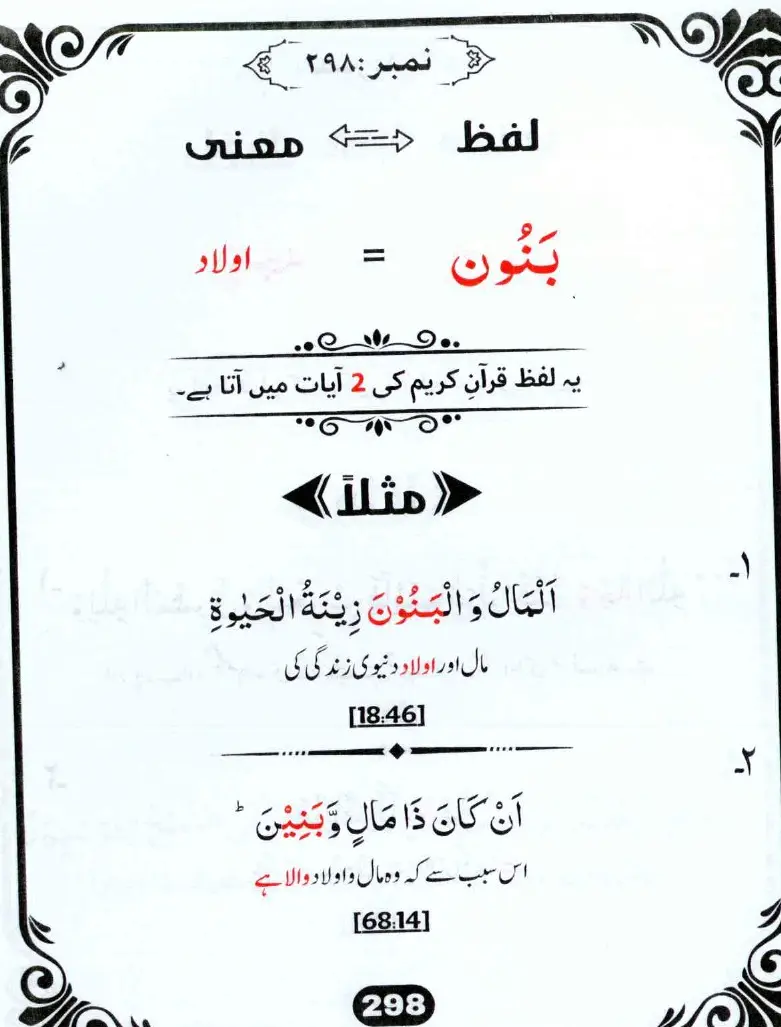 نمبر:۲۹۸
لفظ معنی
بَنُون = اولاد
یہ لفظ قرآنِ کریم کی 2 آیات میں آتا ہے۔
مثلاً
۱۔
اَلْمَالُ وَ الْبَنُوْنَ زِیْنَةُ الْحَیٰوةِ
مال اور اولاد دنیوی زندگی کی
[18:46]
۲۔
اَنْ كَانَ ذَا مَالٍ وَّبَنِیْنَ ؕ
اس سبب سے کہ وہ مال و اولاد والا ہے
[68:14]
298